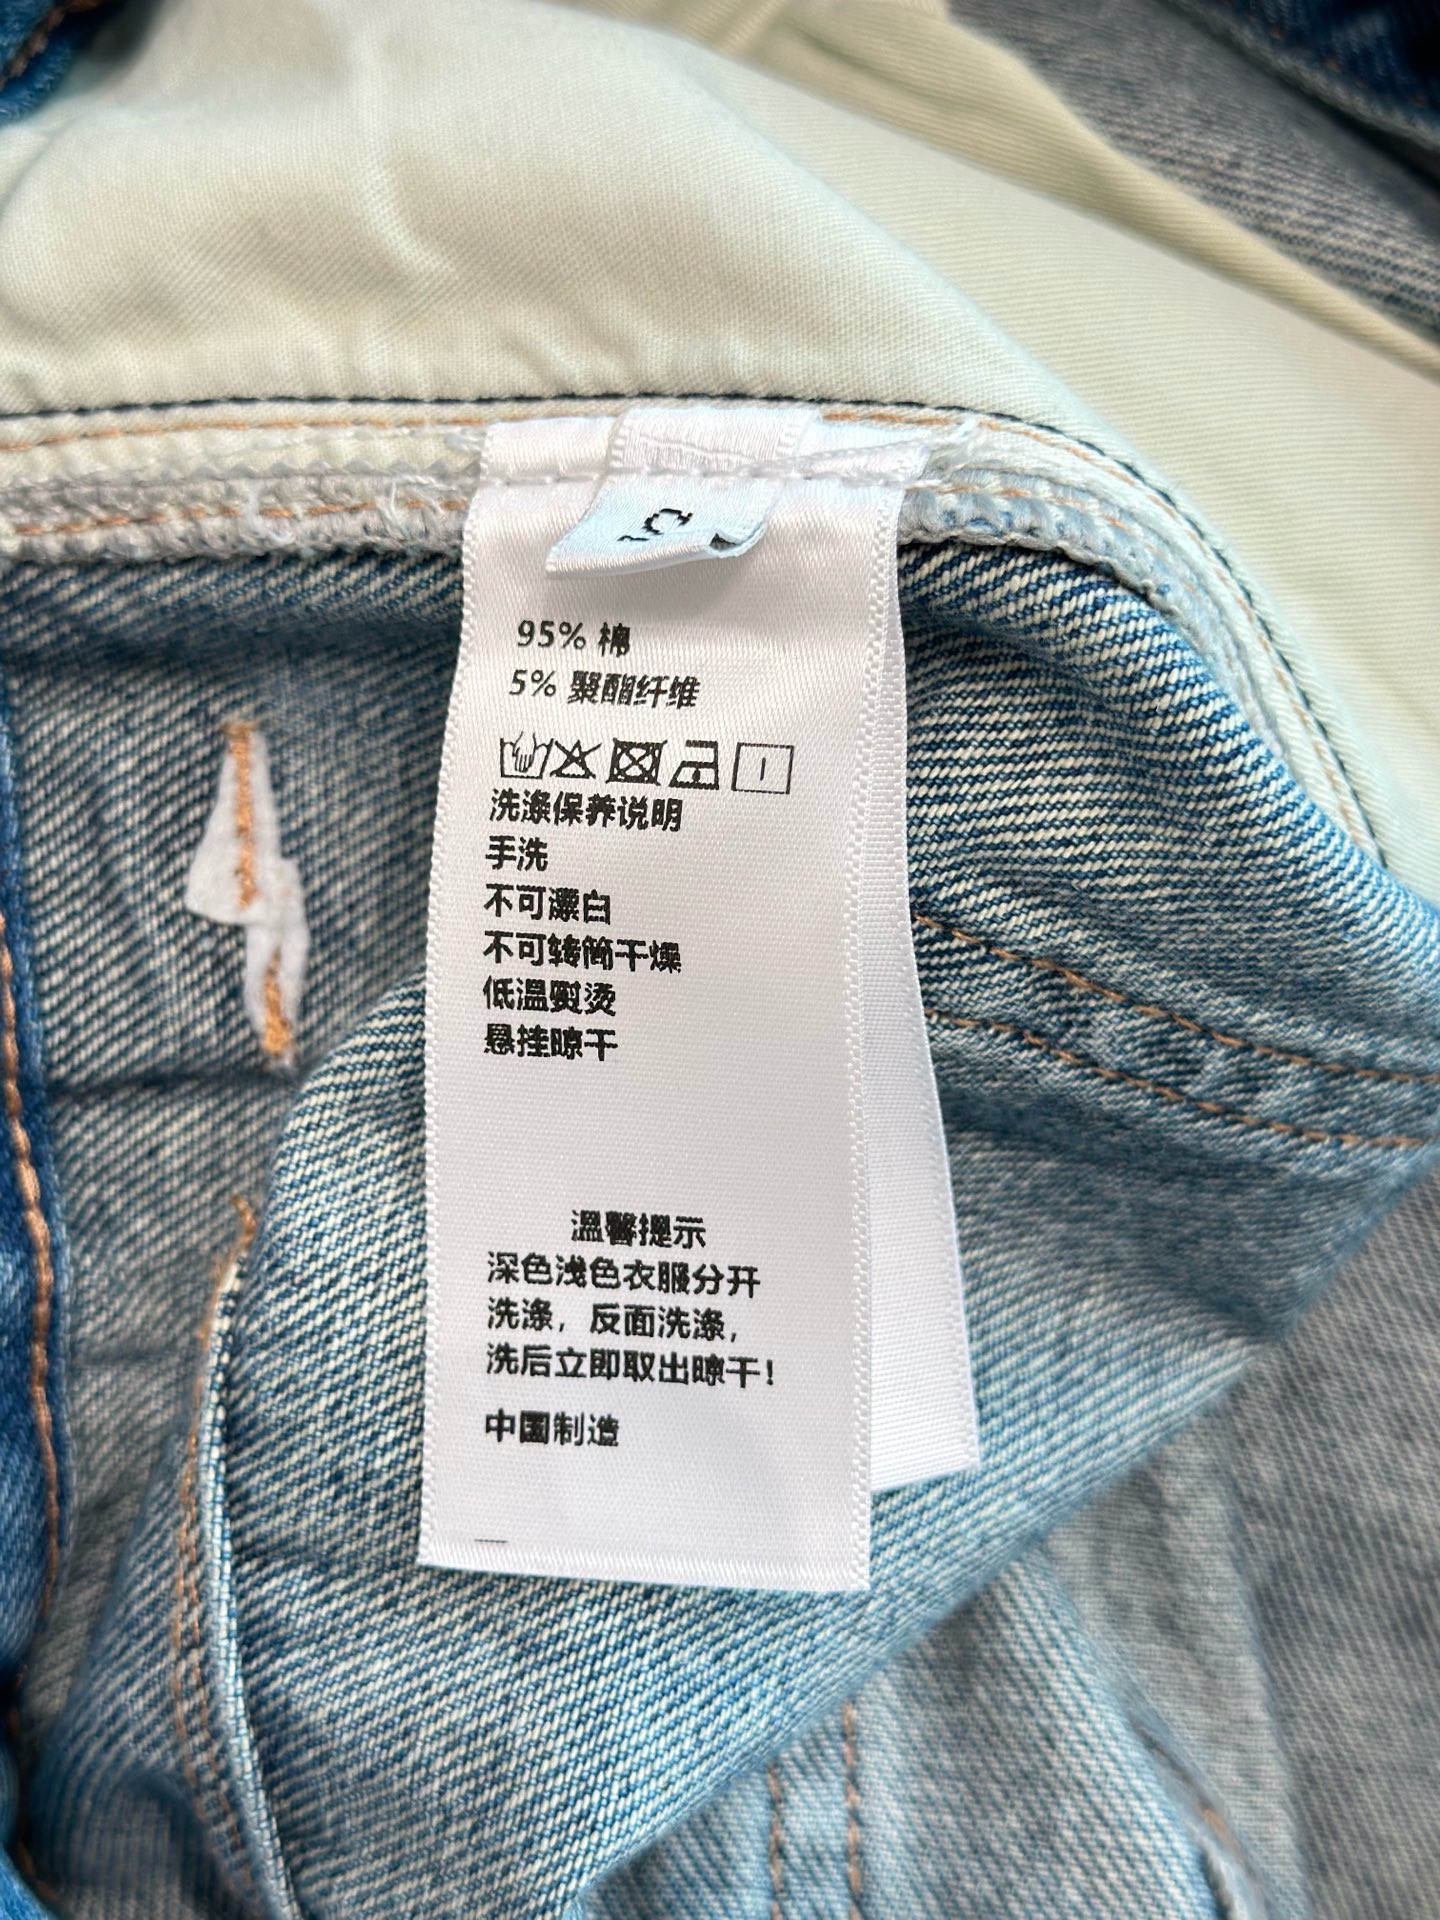 95% 棉
5% 聚酯纤维
洗涤保养说明
手洗
不可漂白
不可转筒干燥
低温熨烫
悬挂晾干
温馨提示
深色浅色衣服分开
洗涤，反面洗涤，
洗后立即取出晾干！
中国制造